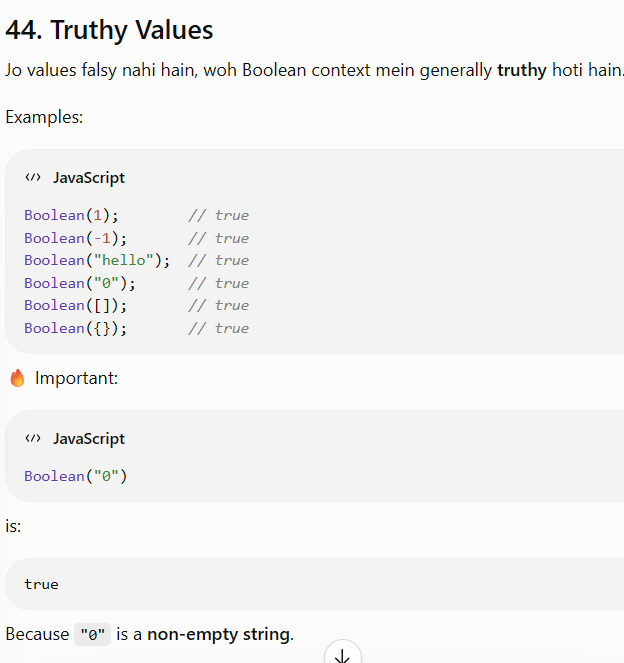 44. Truthy Values
Jo values falsy nahi hain, woh Boolean context mein generally truthy hoti hain.
Examples:
</> JavaScript
Boolean(1);        // true
Boolean(-1);       // true
Boolean("hello");  // true
Boolean("0");      // true
Boolean([]);       // true
Boolean({});       // true
🔥 Important:
</> JavaScript
Boolean("0")
is:
true
Because "0" is a non-empty string.